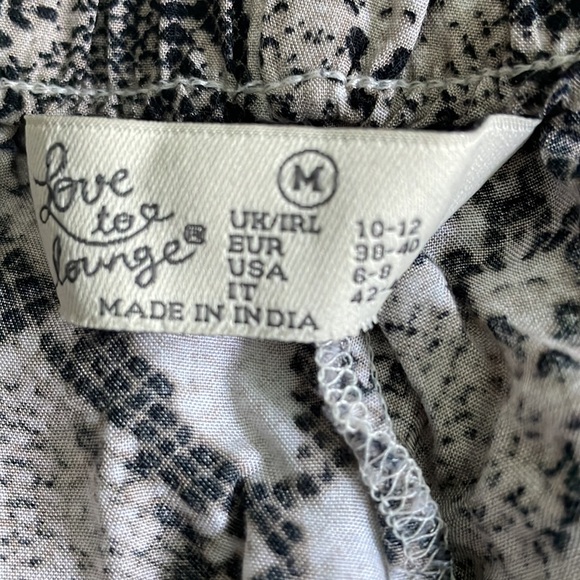 Love
to
lounge®
M
UK/IRL 10-12
EUR 38-40
USA 6-8
IT 42-
MADE IN INDIA